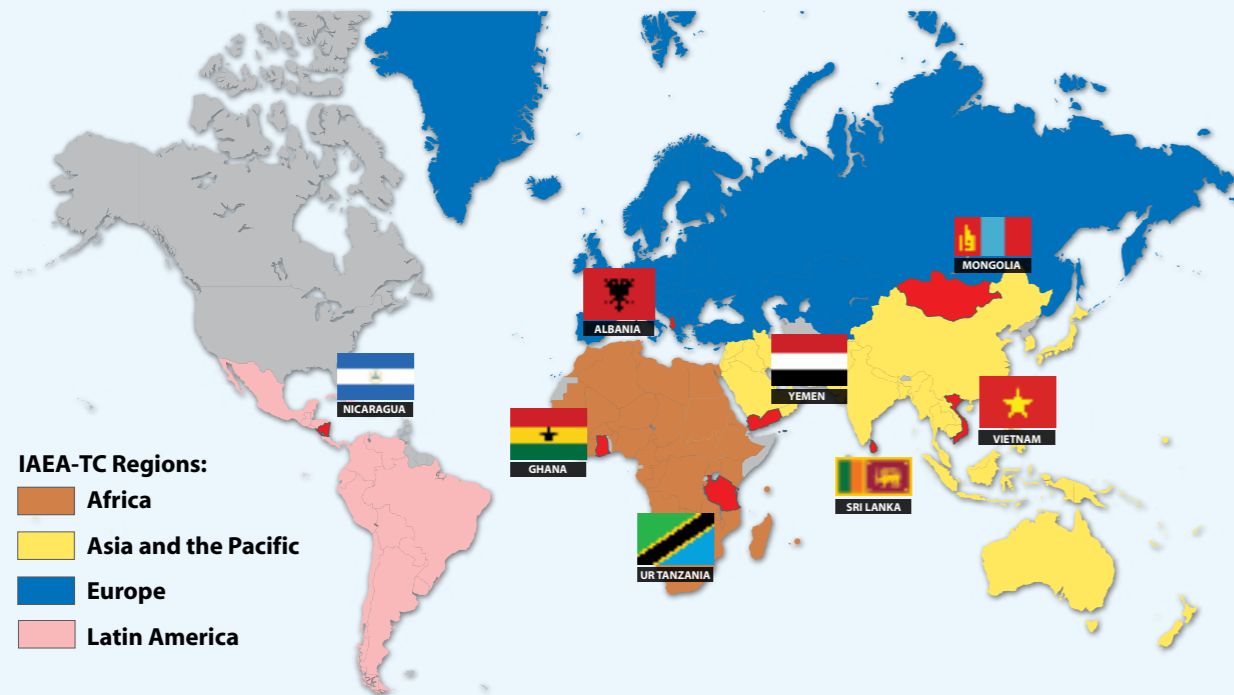 MONGOLIA
ALBANIA
YEMEN
NICARAGUA
VIETNAM
GHANA
SRI LANKA
UR TANZANIA
IAEA-TC Regions:
Africa
Asia and the Pacific
Europe
Latin America